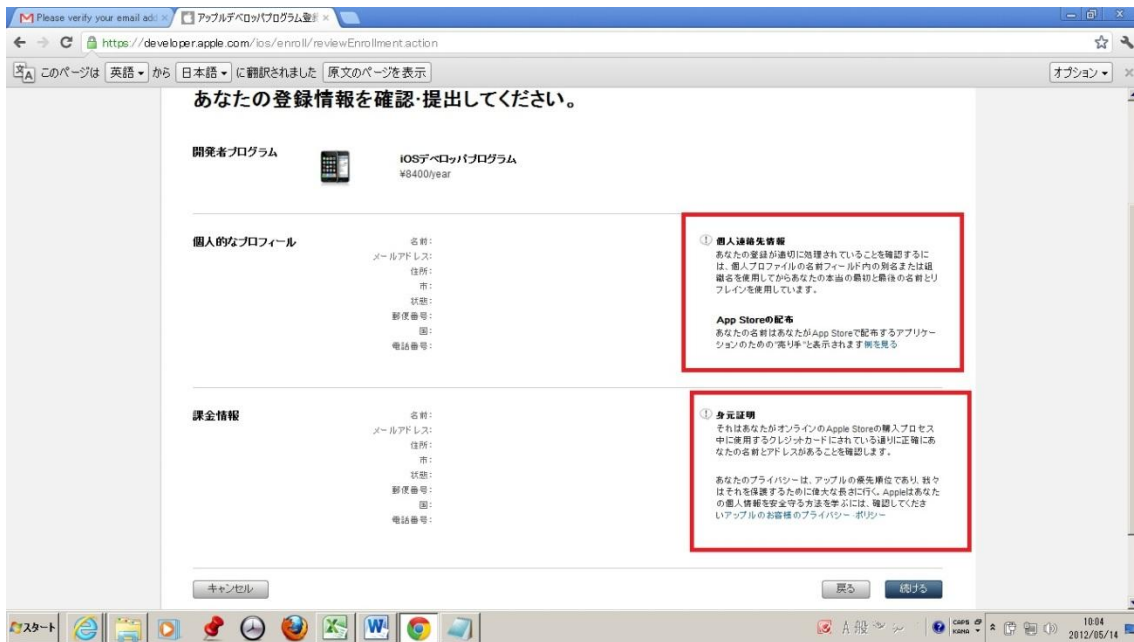 Please verify your email add
アップルデベロッパプログラム登録
https://developer.apple.com/ios/enroll/reviewEnrollment.action
このページは 英語 から 日本語 に翻訳されました 原文のページを表示 オプション
あなたの登録情報を確認·提出してください。
開発者プログラム
iOSデベロッパプログラム
¥8400/year
個人的なプロフィール
名前:
メールアドレス:
住所:
市:
状態:
郵便番号:
国:
電話番号:
個人連絡先情報
あなたの登録が適切に処理されていることを確認するに
は、個人プロファイルの名前フィールド内の別名または組
織名を使用してからあなたの本当の最初と最後の名前とリ
フレインを使用しています。
App Storeの配布
あなたの名前はあなたがApp Storeで配布するアプリケー
ションのための"売り手"と表示されます例を見る
課金情報
名前:
メールアドレス:
住所:
市:
状態:
郵便番号:
国:
電話番号:
身元証明
それはあなたがオンラインのApple Storeの購入プロセス
中に使用するクレジットカードにされている通りに正確にあ
なたの名前とアドレスがあることを確認します。
あなたのプライバシーは、アップルの優先順位であり、我々
はそれを保護するために偉大な長さに行く。Appleはあなた
の個人情報を安全守る方法を学ぶには、確認してくださ
いアップルのお客様のプライバシー·ポリシー
キャンセル
戻る 続ける
スタート
A 般
CAPS
KANA
10:04
2012/05/14